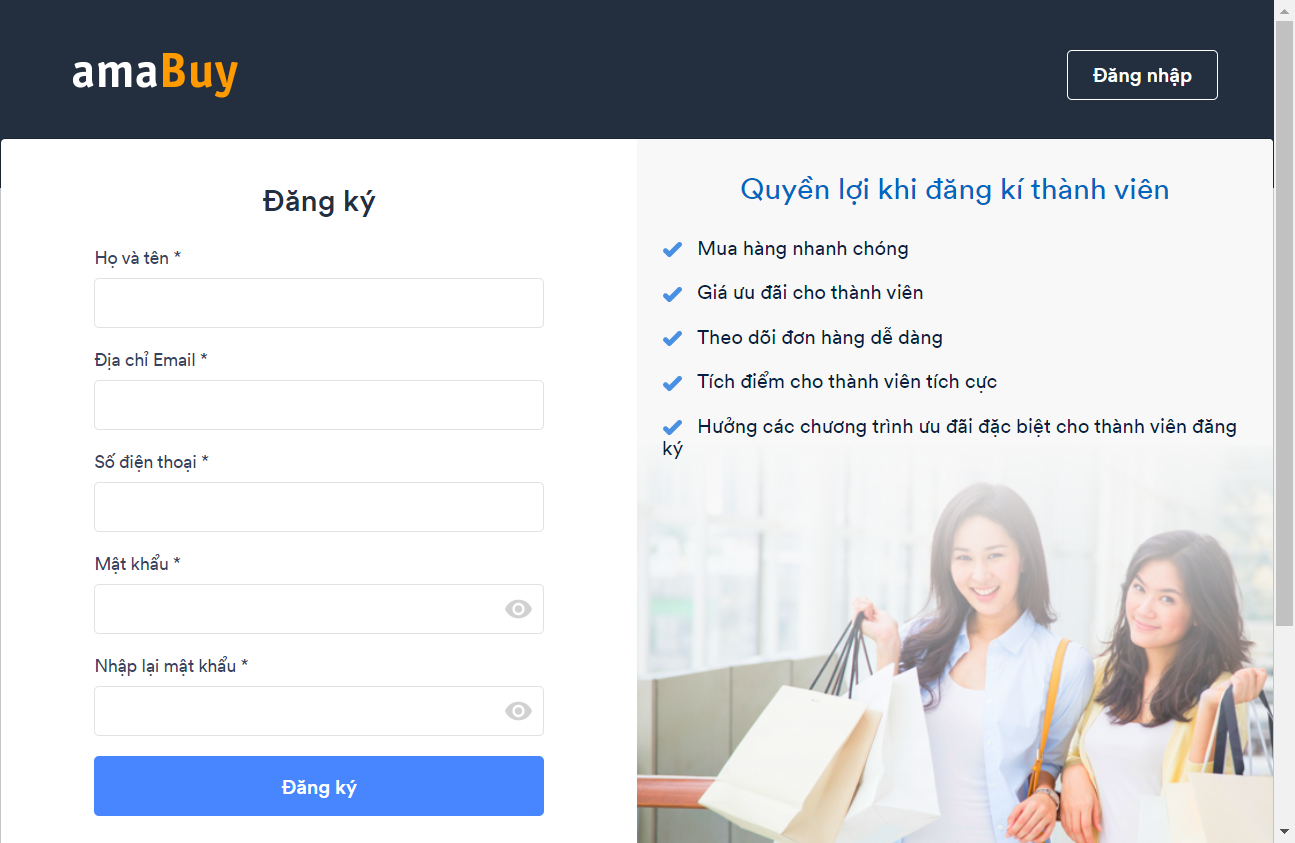 amaBuy
Đăng nhập
Đăng ký
Họ và tên *
Địa chỉ Email *
Số điện thoại *
Mật khẩu *
Nhập lại mật khẩu *
Đăng ký
Quyền lợi khi đăng kí thành viên
Mua hàng nhanh chóng
Giá ưu đãi cho thành viên
Theo dõi đơn hàng dễ dàng
Tích điểm cho thành viên tích cực
Hưởng các chương trình ưu đãi đặc biệt cho thành viên đăng
ký